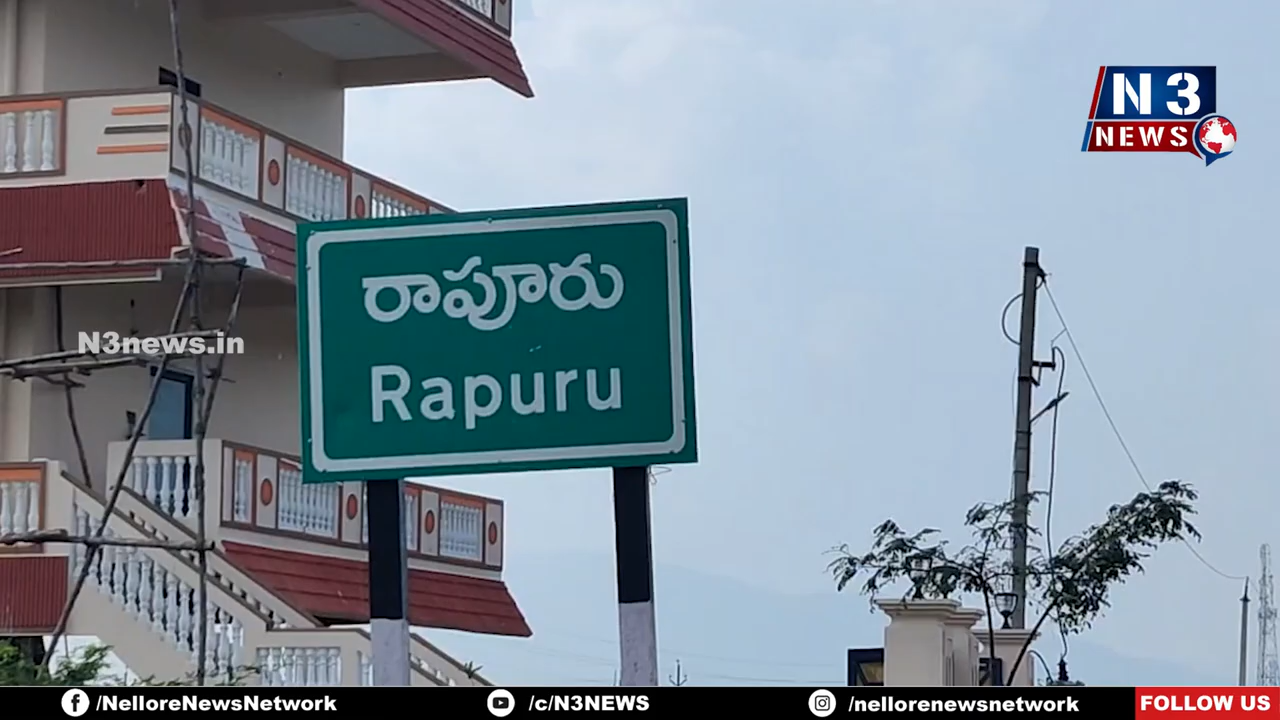 N3
NEWS
రాపూరు
N3news.in
Rapuru
/NelloreNewsNetwork
/c/N3NEWS
/nellorenewsnetwork
FOLLOW US